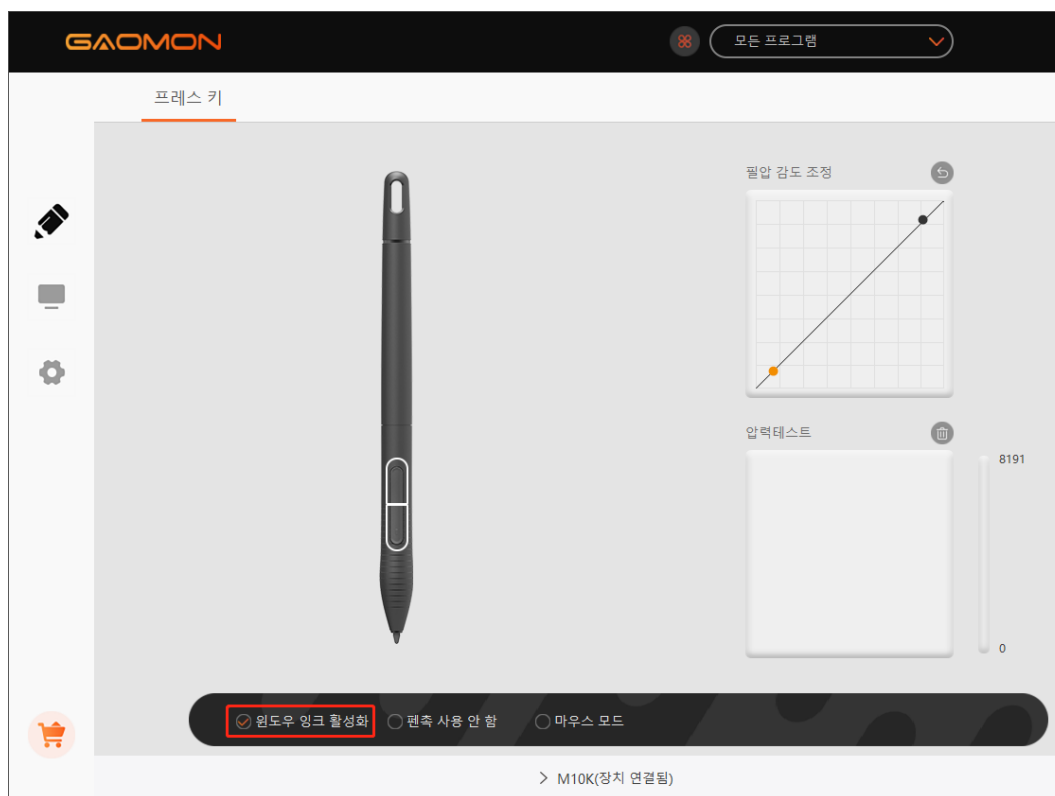 GAOMON
모든 프로그램
프레스 키
필압 감도 조정
압력테스트
8191
0
윈도우 잉크 활성화
펜촉 사용 안 함
마우스 모드
M10K(장치 연결됨)